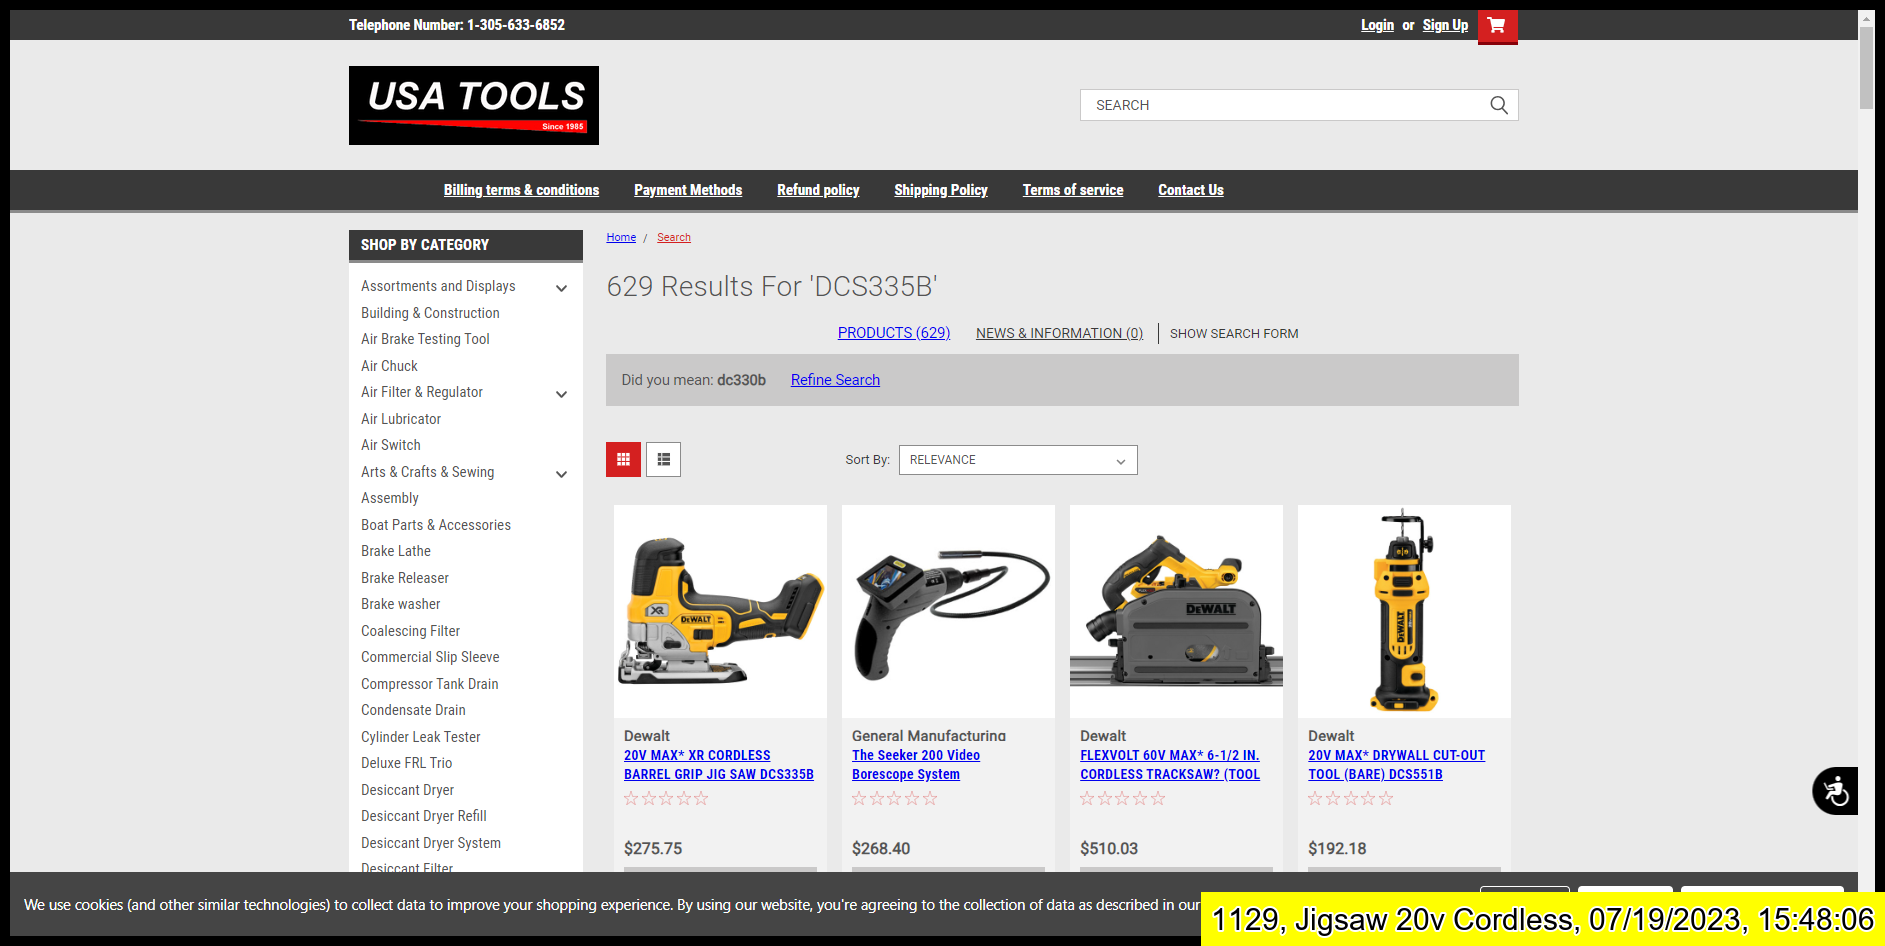 Telephone Number: 1-305-633-6852
Login or Sign Up
USA TOOLS
Since 1985
SEARCH
Billing terms & conditions Payment Methods Refund policy Shipping Policy Terms of service Contact Us
SHOP BY CATEGORY
Assortments and Displays
Building & Construction
Air Brake Testing Tool
Air Chuck
Air Filter & Regulator
Air Lubricator
Air Switch
Arts & Crafts & Sewing
Assembly
Boat Parts & Accessories
Brake Lathe
Brake Releaser
Brake washer
Coalescing Filter
Commercial Slip Sleeve
Compressor Tank Drain
Condensate Drain
Cylinder Leak Tester
Deluxe FRL Trio
Desiccant Dryer
Desiccant Dryer Refill
Desiccant Dryer System
Desiccant Filter
Home / Search
629 Results For 'DCS335B'
PRODUCTS (629) NEWS & INFORMATION (0) SHOW SEARCH FORM
Did you mean: dc330b Refine Search
Sort By: RELEVANCE
XR
DEWALT
Dewalt
20V MAX* XR CORDLESS
BARREL GRIP JIG SAW DCS335B
$275.75
General Manufacturing
The Seeker 200 Video
Borescope System
$268.40
DEWALT
Dewalt
FLEXVOLT 60V MAX* 6-1/2 IN.
CORDLESS TRACKSAW? (TOOL
$510.03
DEWALT
Dewalt
20V MAX* DRYWALL CUT-OUT
TOOL (BARE) DCS551B
$192.18
We use cookies (and other similar technologies) to collect data to improve your shopping experience. By using our website, you're agreeing to the collection of data as described in our
1129, Jigsaw 20v Cordless, 07/19/2023, 15:48:06